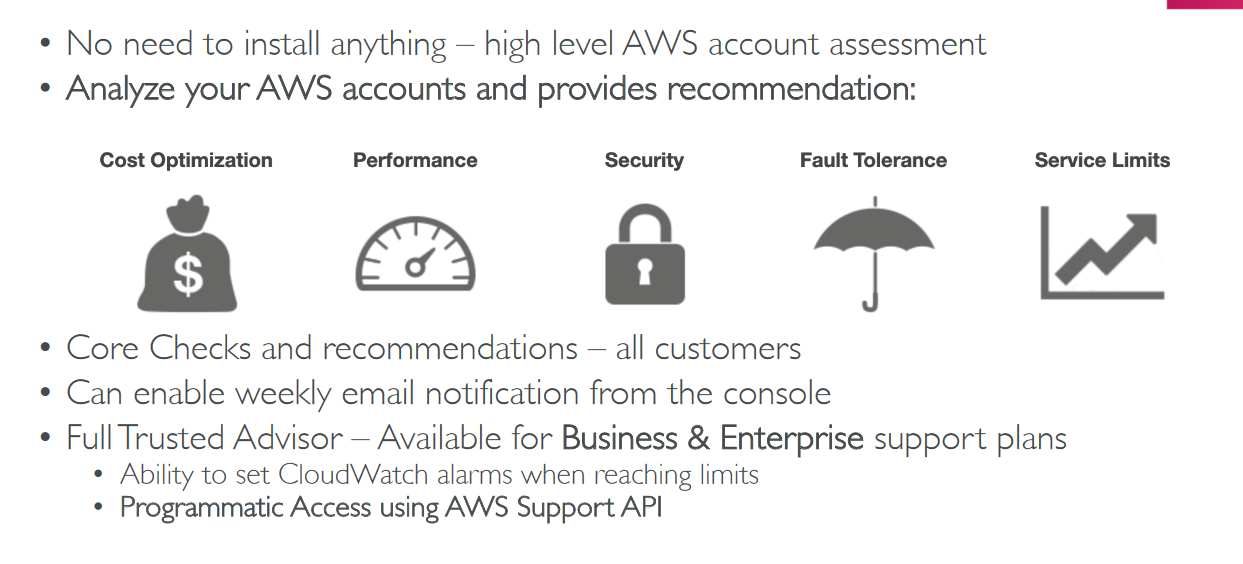 • No need to install anything – high level AWS account assessment
• Analyze your AWS accounts and provides recommendation:
Cost Optimization Performance Security Fault Tolerance Service Limits
$
• Core Checks and recommendations – all customers
• Can enable weekly email notification from the console
• Full Trusted Advisor – Available for Business & Enterprise support plans
• Ability to set CloudWatch alarms when reaching limits
• Programmatic Access using AWS Support API